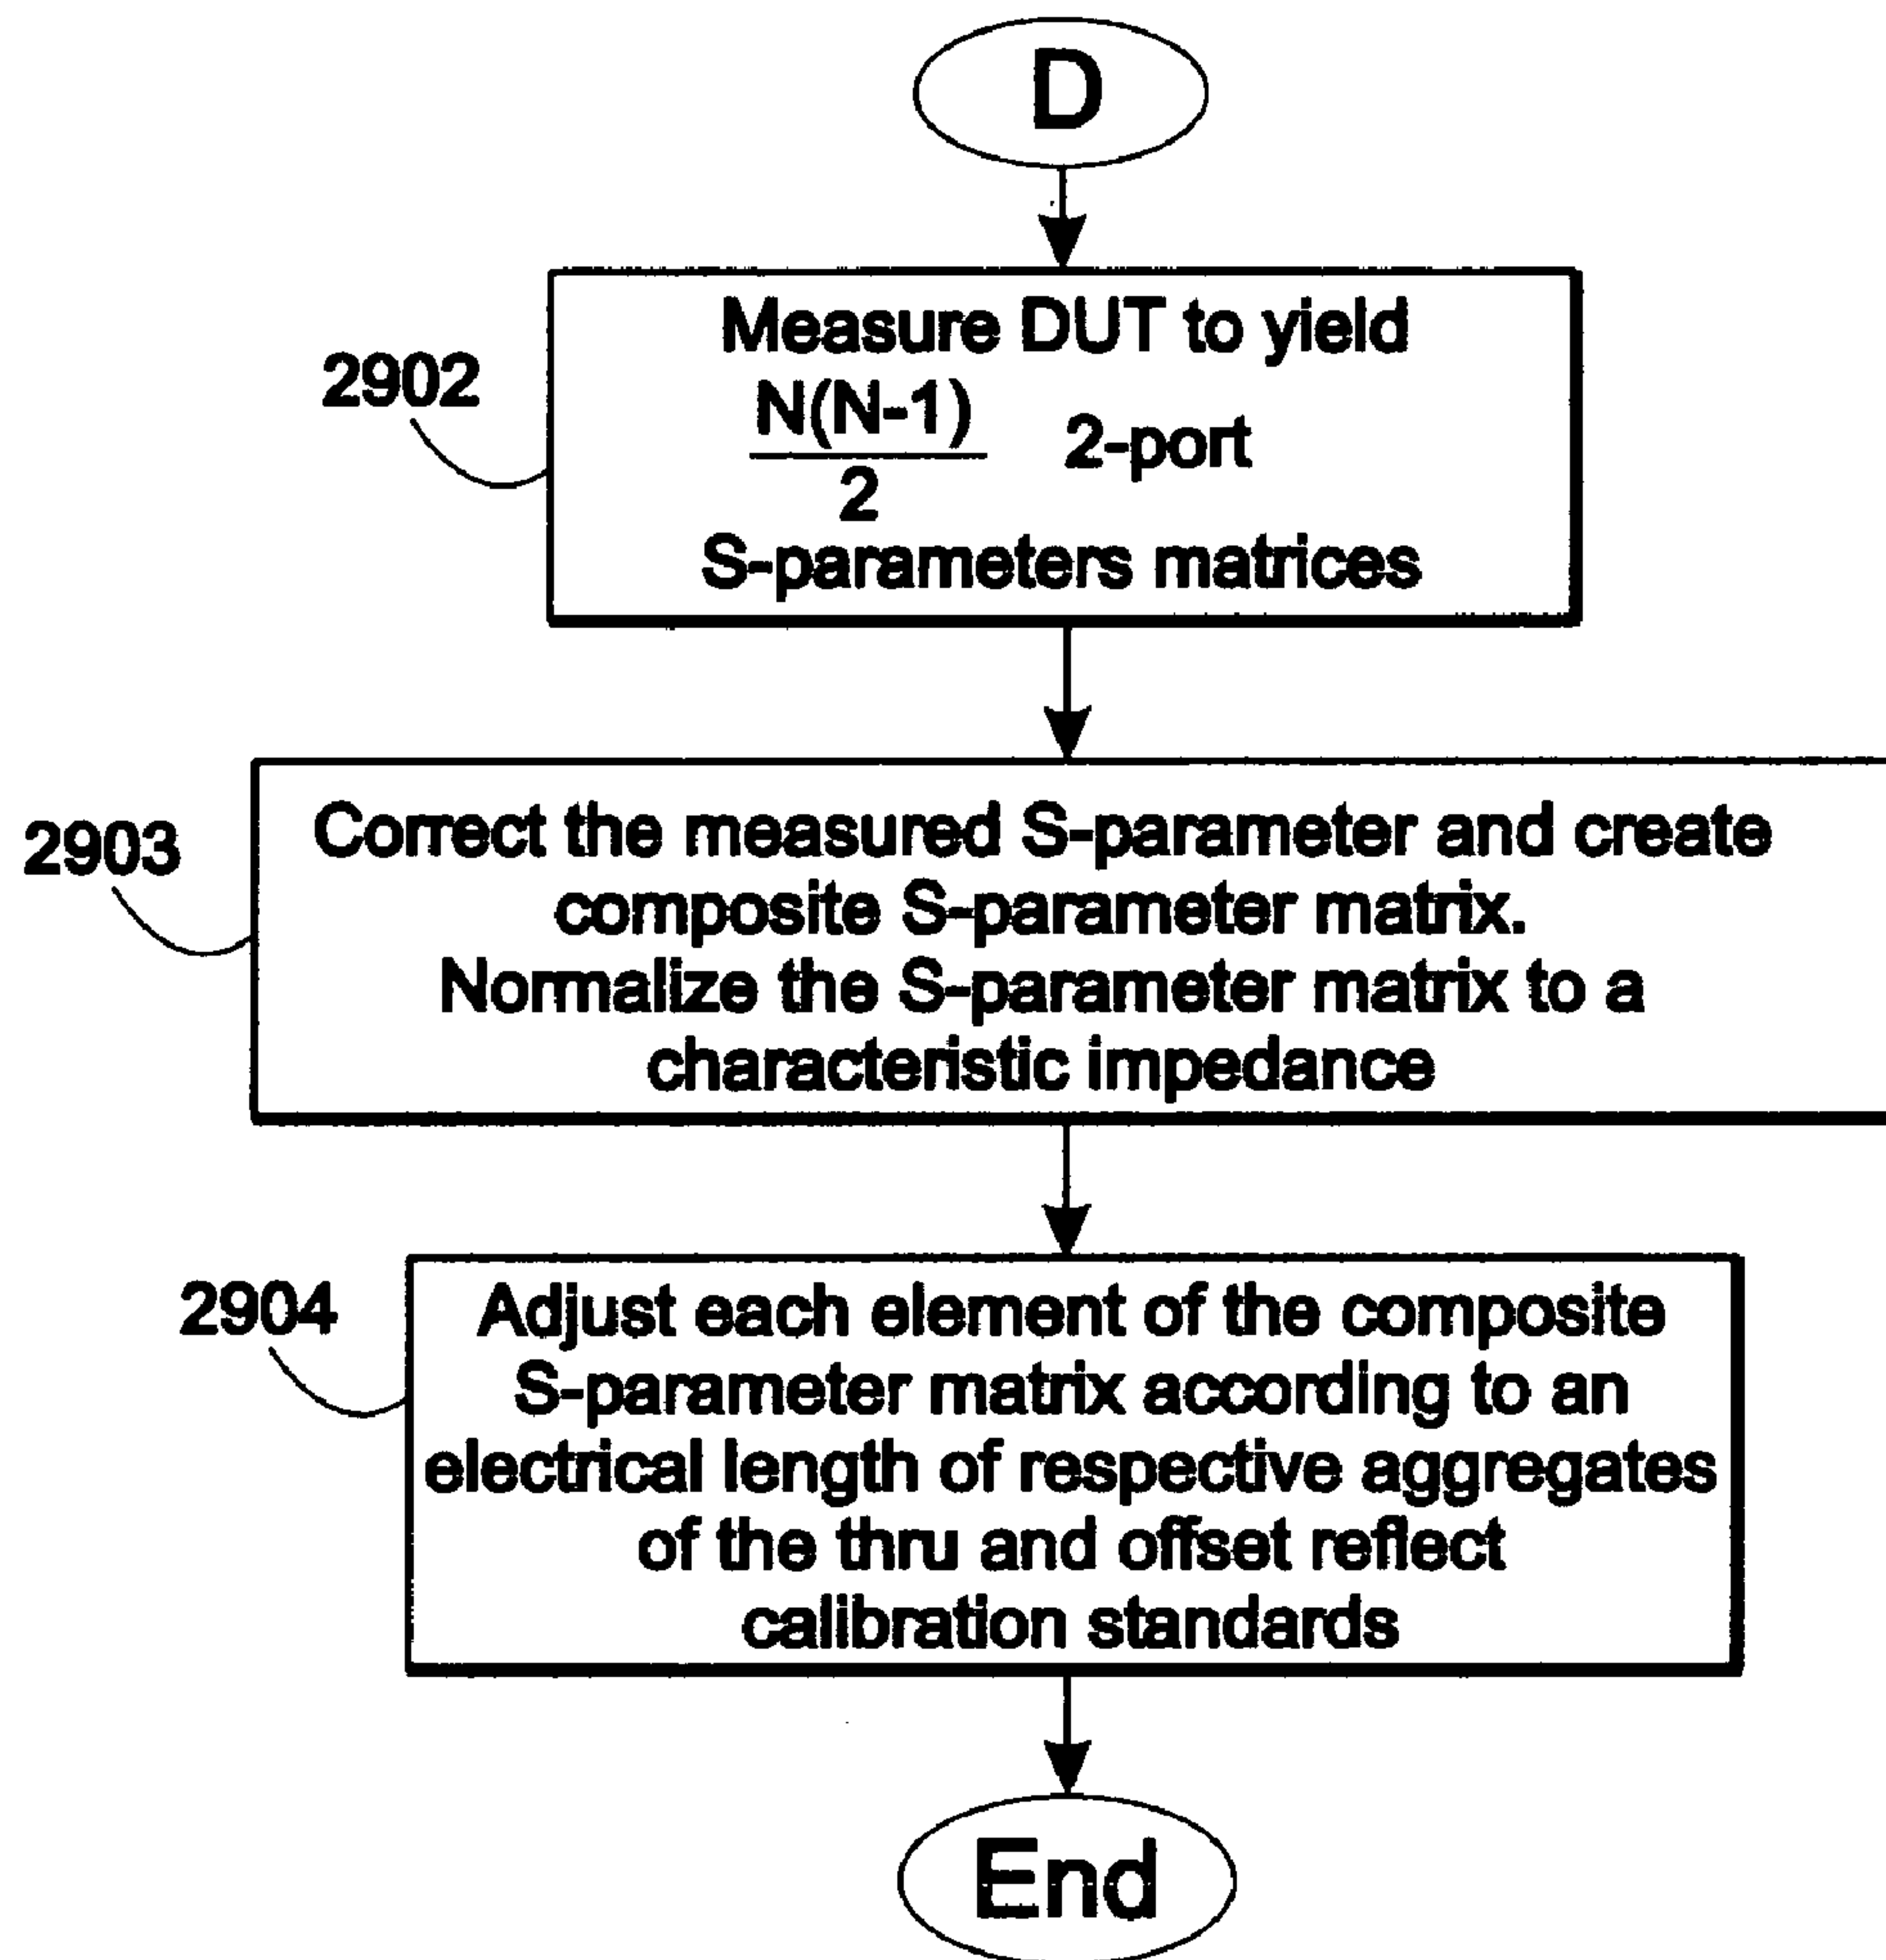 D
2902
Measure DUT to yield
N(N-1)
2
2-port
S-parameters matrices
2903
Correct the measured S-parameter and create
composite S-parameter matrix.
Normalize the S-parameter matrix to a
characteristic impedance
2904
Adjust each element of the composite
S-parameter matrix according to an
electrical length of respective aggregates
of the thru and offset reflect
calibration standards
End